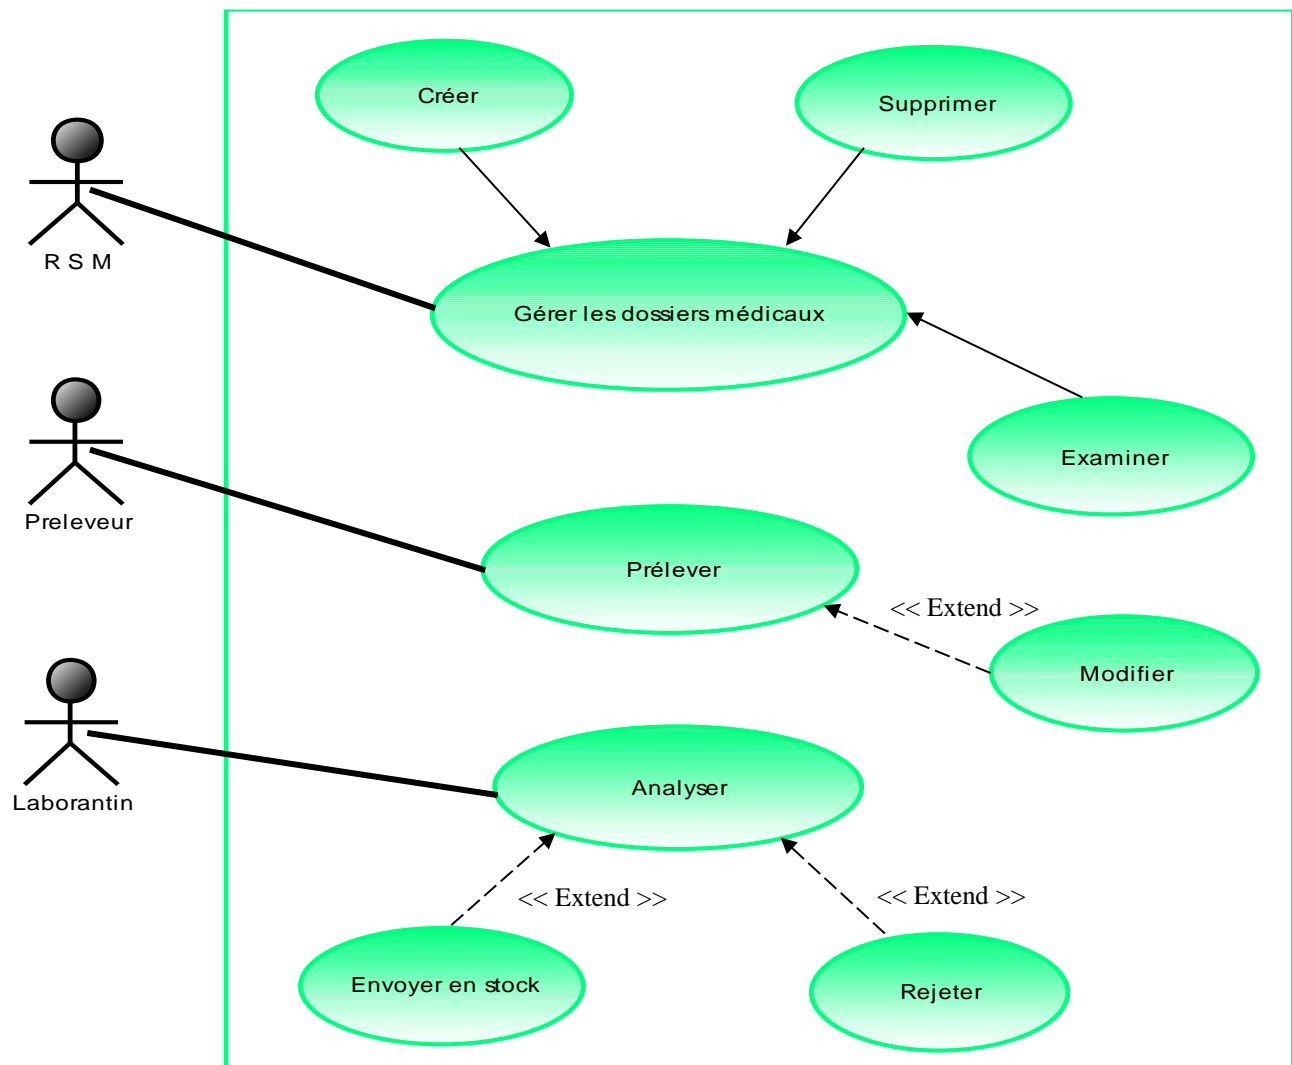 Créer
Supprimer
R S M
Gérer les dossiers médicaux
Examiner
Preleveur
Prélever
<< Extend >>
Modifier
Laborantin
Analyser
<< Extend >>
<< Extend >>
Envoyer en stock
Rejeter